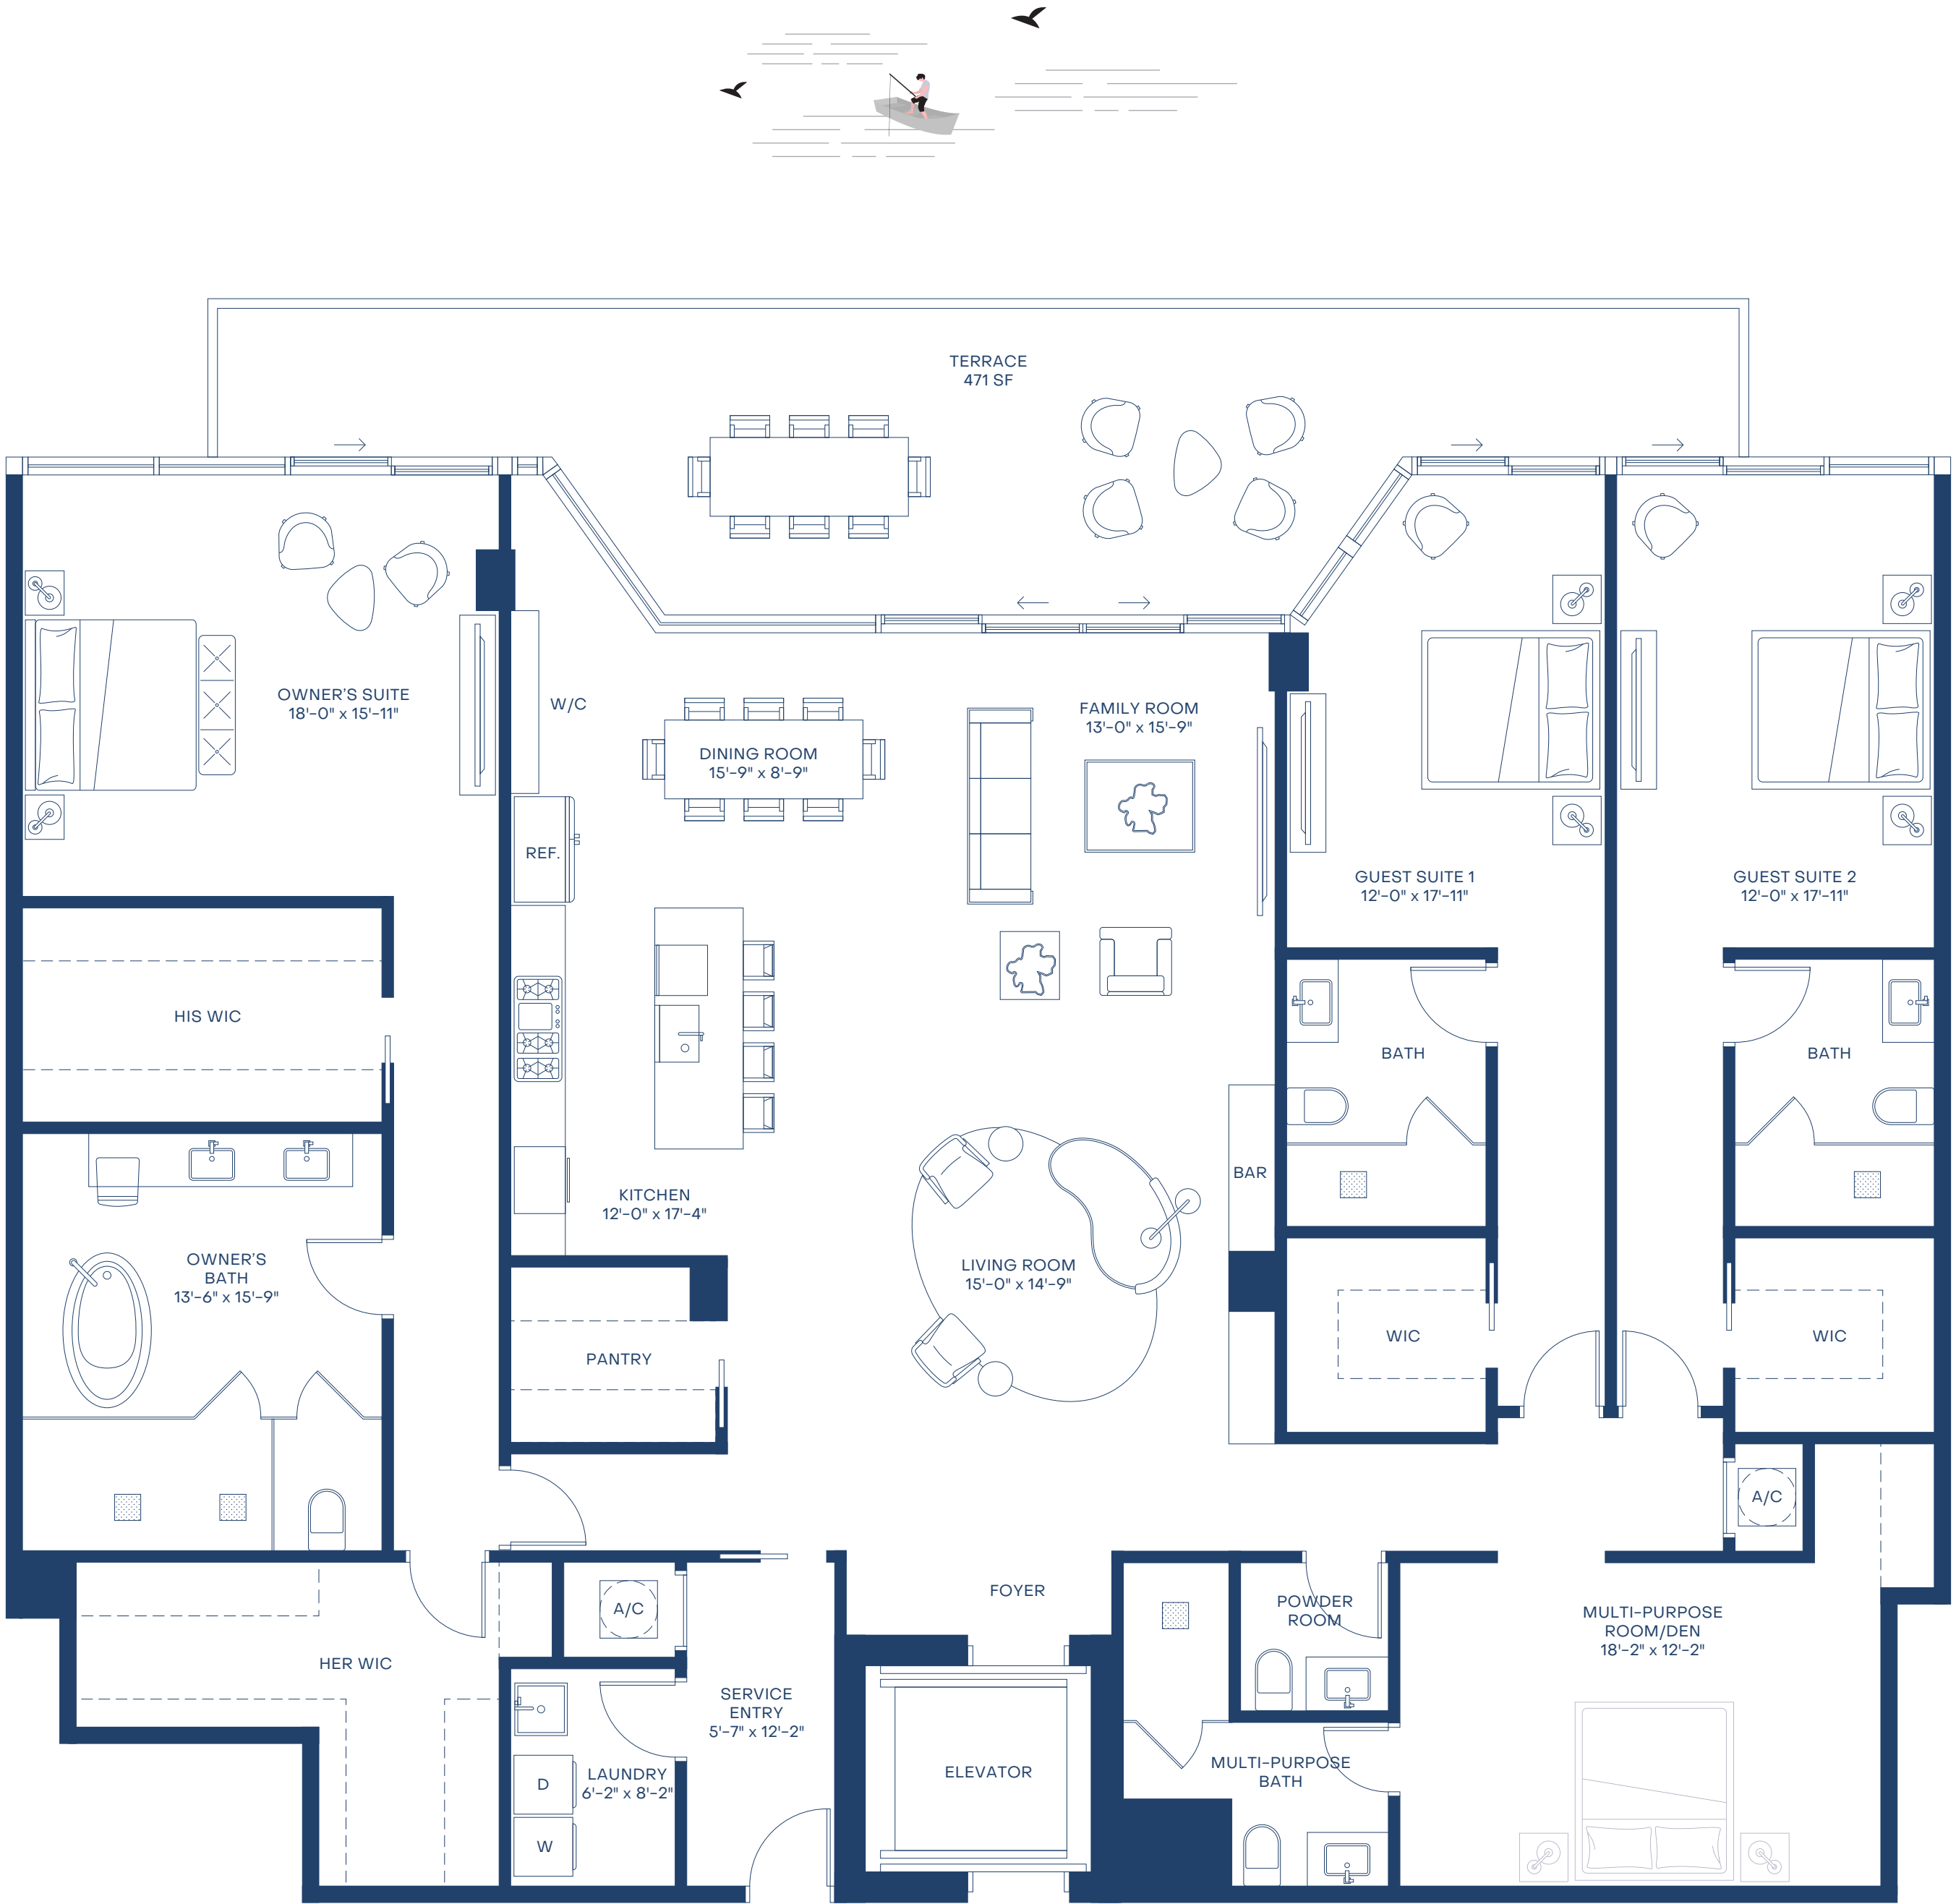 TERRACE
471 SF
OWNER'S SUITE
18'-0" x 15'-11"
W/C
DINING ROOM
15'-9" x 8'-9"
FAMILY ROOM
13'-0" x 15'-9"
REF.
GUEST SUITE 1
12'-0" x 17'-11"
GUEST SUITE 2
12'-0" x 17'-11"
HIS WIC
BATH
BATH
BAR
KITCHEN
12'-0" x 17'-4"
OWNER'S
BATH
13'-6" x 15'-9"
LIVING ROOM
15'-0" x 14'-9"
PANTRY
WIC
WIC
A/C
FOYER
A/C
POWDER
ROOM
MULTI-PURPOSE
ROOM/DEN
18'-2" x 12'-2"
HER WIC
SERVICE
ENTRY
5'-7" x 12'-2"
ELEVATOR
MULTI-PURPOSE
BATH
LAUNDRY
6'-2" x 8'-2"
D
W